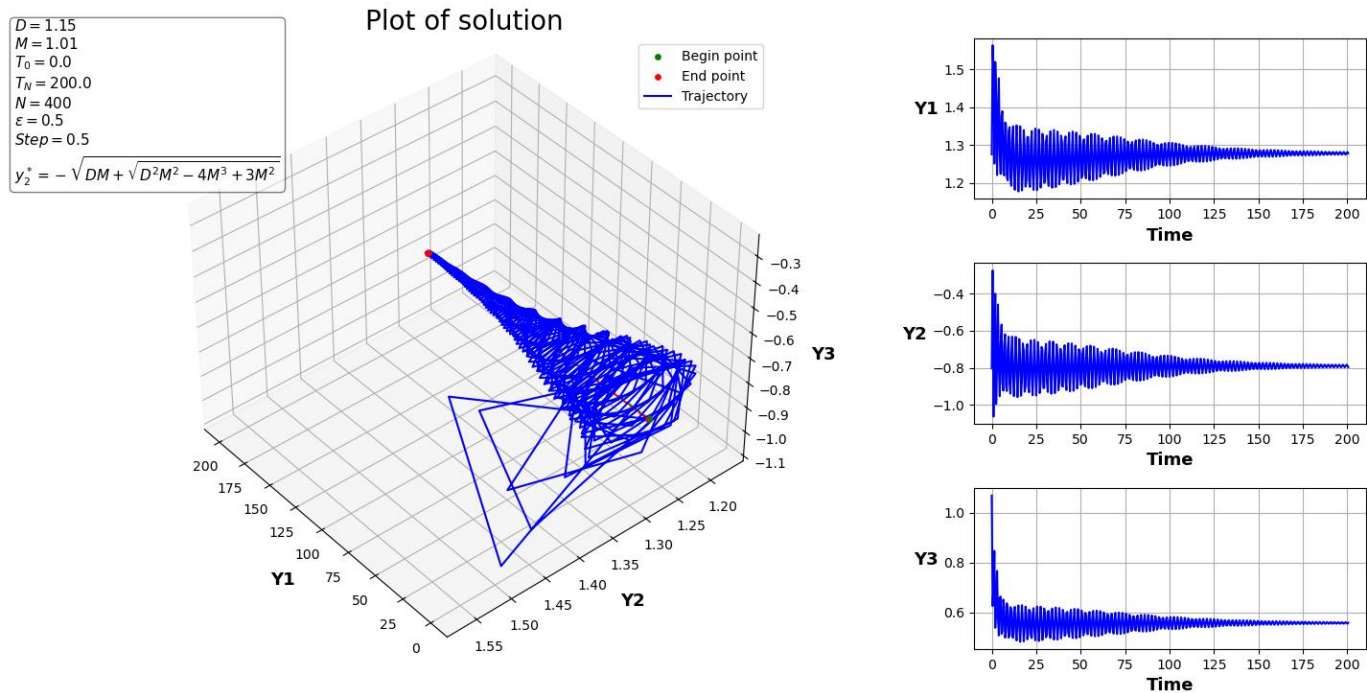 Plot of solution
D = 1.15
M = 1.01
T₀ = 0.0
T_N = 200.0
N = 400
ε = 0.5
Step = 0.5
y₂* = −√(DM + √(D²M² − 4M³ + 3M²))
Begin point
End point
Trajectory
−0.3
−0.4
−0.5
−0.6
−0.7
−0.8
−0.9
−1.0
−1.1
Y3
200
175
150
125
100
75
50
25
0
Y1
1.20
1.25
1.30
1.35
1.40
1.45
1.50
1.55
Y2
1.5
1.4
1.3
1.2
Y1
0 25 50 75 100 125 150 175 200
Time
−0.4
−0.6
−0.8
−1.0
Y2
0 25 50 75 100 125 150 175 200
Time
1.0
0.8
0.6
Y3
0 25 50 75 100 125 150 175 200
Time